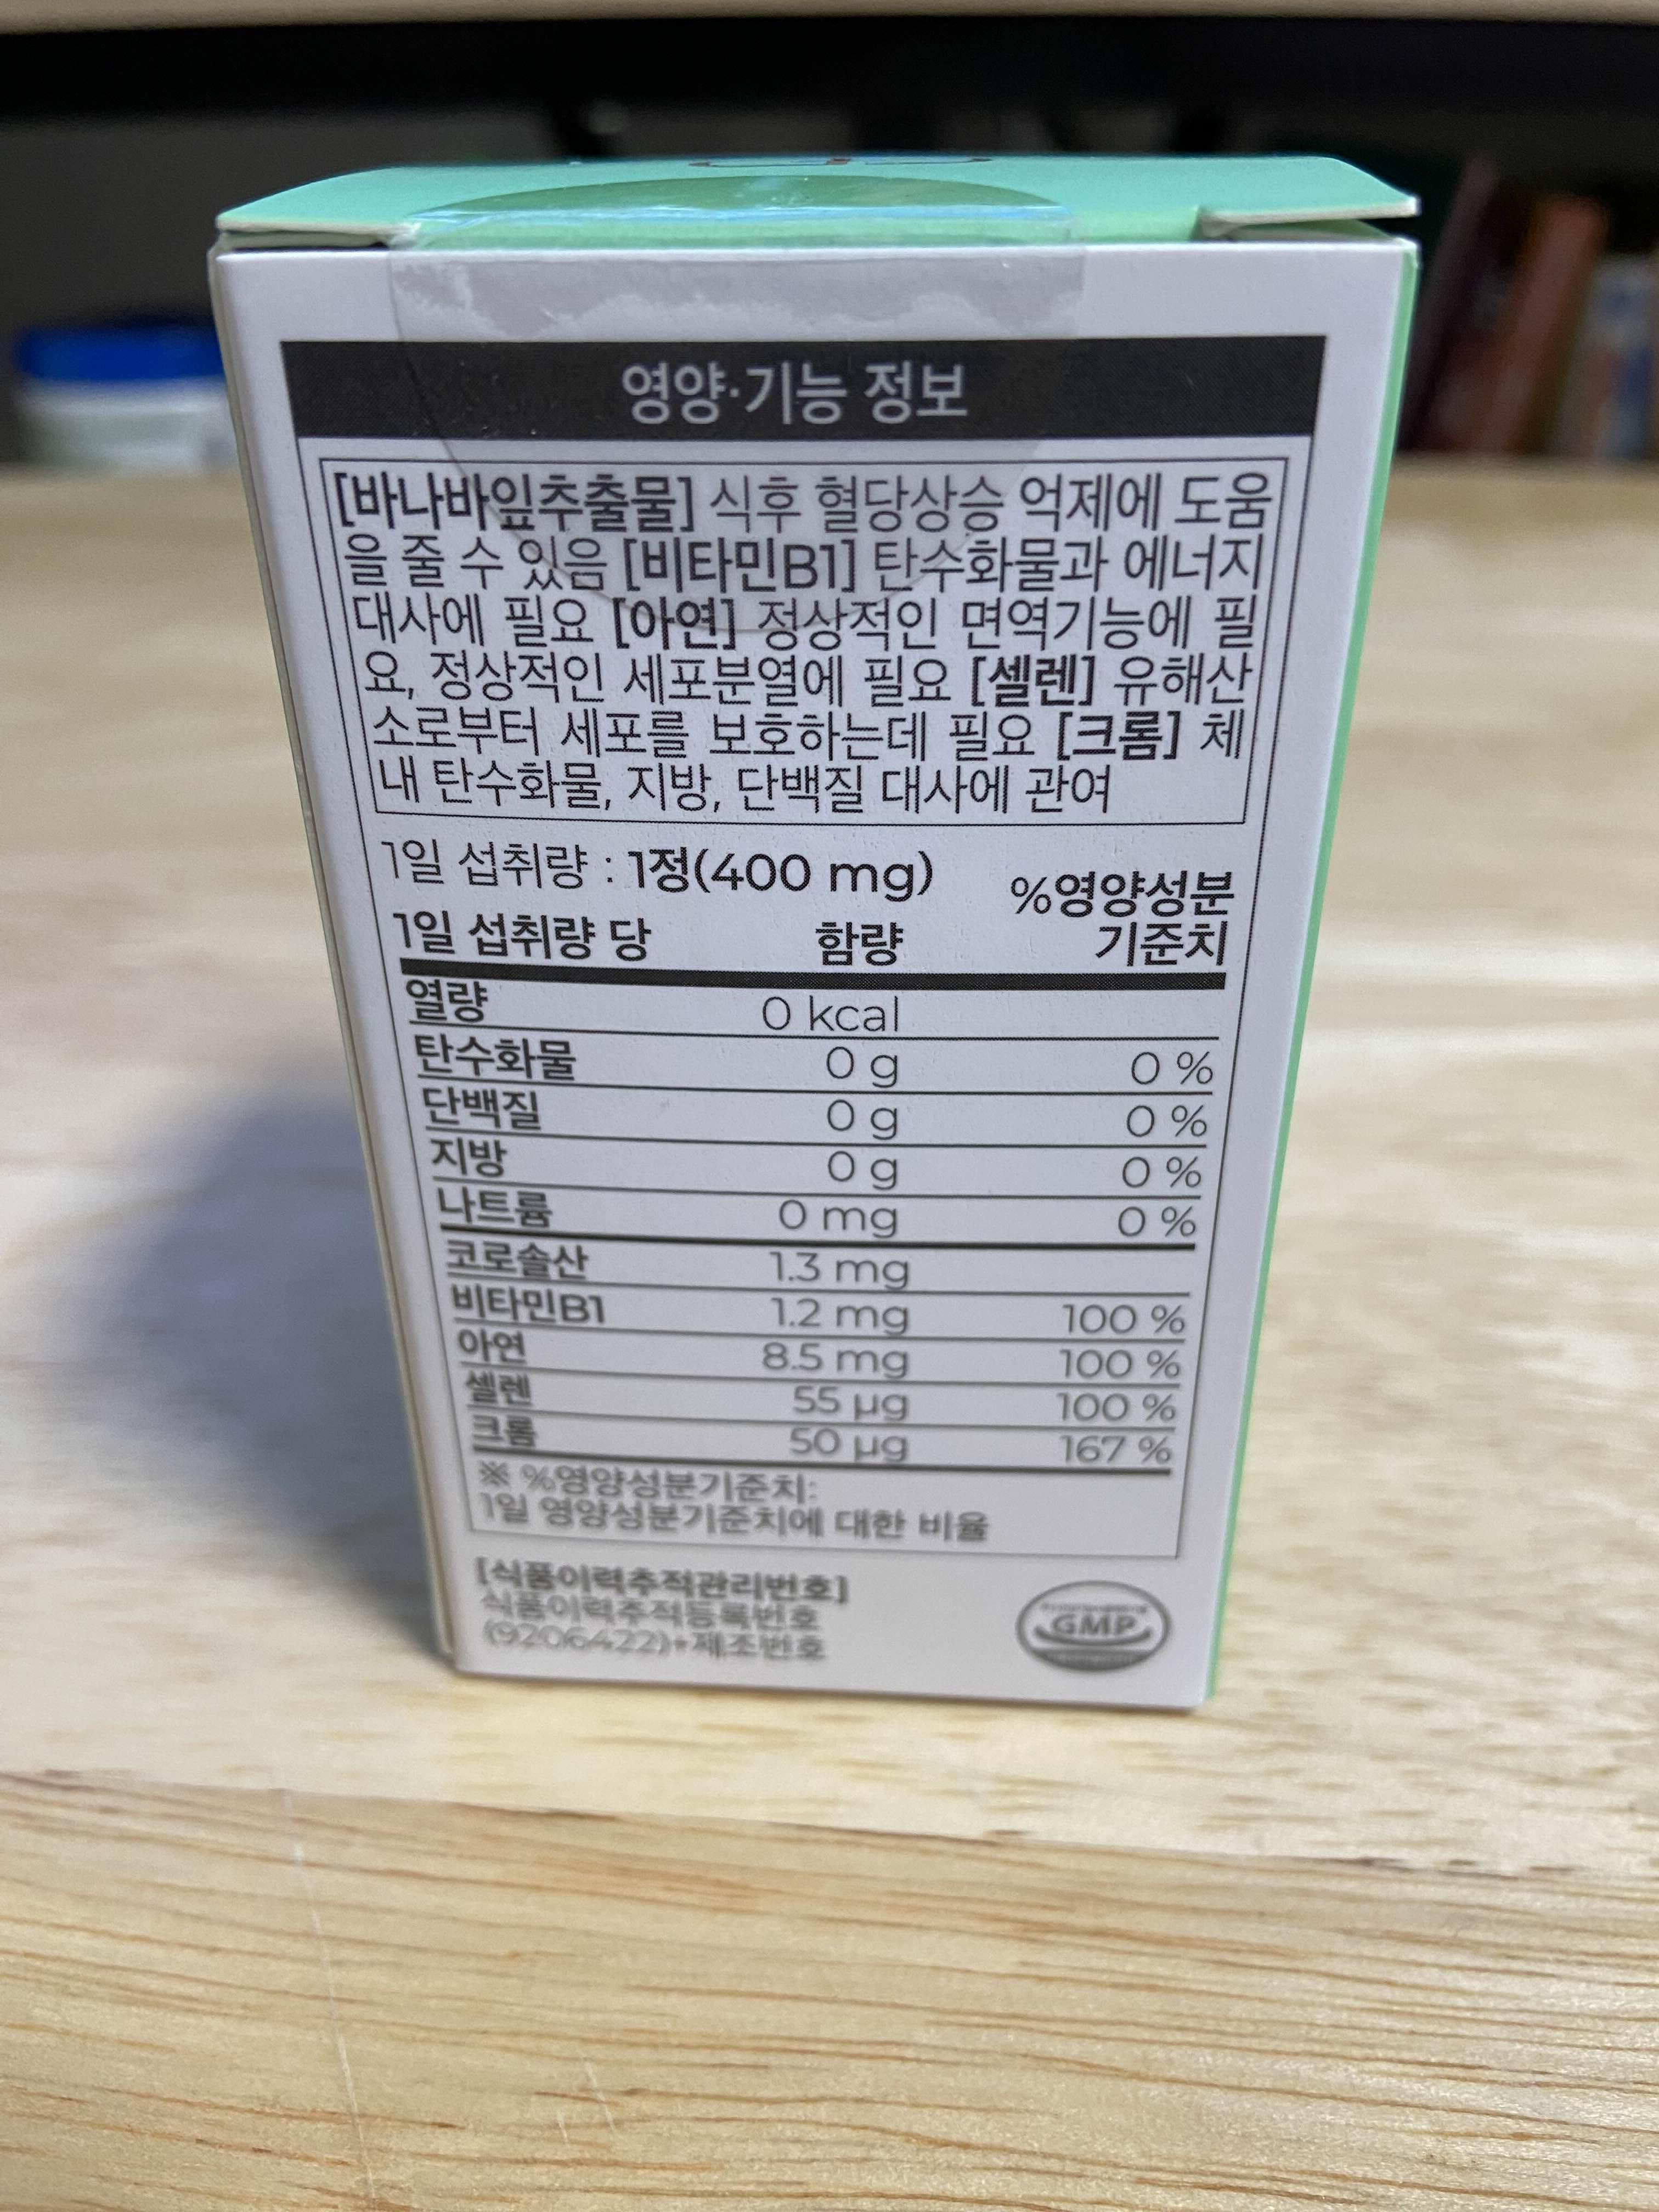 영양·기능 정보
[바나바잎추출물] 식후 혈당상승 억제에 도움
을 줄 수 있음 [비타민B1] 탄수화물과 에너지
대사에 필요 [아연] 정상적인 면역기능에 필
요, 정상적인 세포분열에 필요 [셀렌] 유해산
소로부터 세포를 보호하는데 필요 [크롬] 체
내 탄수화물, 지방, 단백질 대사에 관여
1일 섭취량 : 1정(400 mg)
1일 섭취량 당 함량 %영양성분
기준치
열량 0 kcal
탄수화물 0 g 0 %
단백질 0 g 0 %
지방 0 g 0 %
나트륨 0 mg 0 %
코로솔산 1.3 mg
비타민B1 1.2 mg 100 %
아연 8.5 mg 100 %
셀렌 55 µg 100 %
크롬 50 µg 167 %
※ %영양성분기준치:
1일 영양성분기준치에 대한 비율
[식품이력추적관리번호]
식품이력추적등록번호
(9206422)+제조번호
GMP